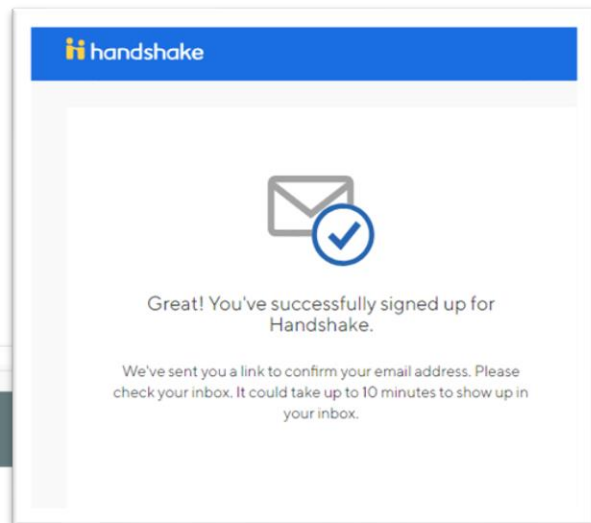 handshake
Great! You've successfully signed up for
Handshake.
We've sent you a link to confirm your email address. Please
check your inbox. It could take up to 10 minutes to show up in
your inbox.